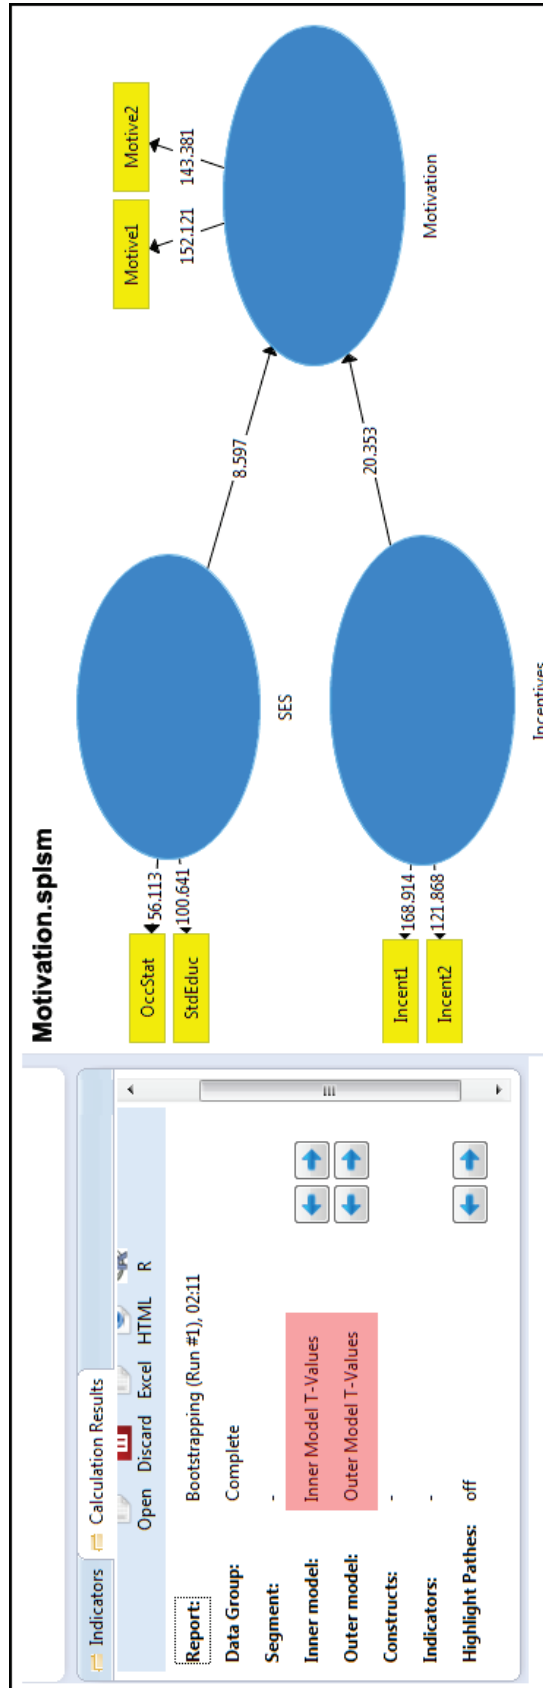 Indicators
Calculation Results
Open Discard Excel HTML R
Report: Bootstrapping (Run #1), 02:11
Data Group: Complete
Segment: -
Inner model: Inner Model T-Values
Outer model: Outer Model T-Values
Constructs: -
Indicators: -
Highlight Pathes: off
Motivation.splsm
OccStat
56.113
StdEduc
100.641
SES
8.597
Motive1
Motive2
152.121
143.381
Motivation
20.353
Incent1
168.914
Incent2
121.868
Incentives